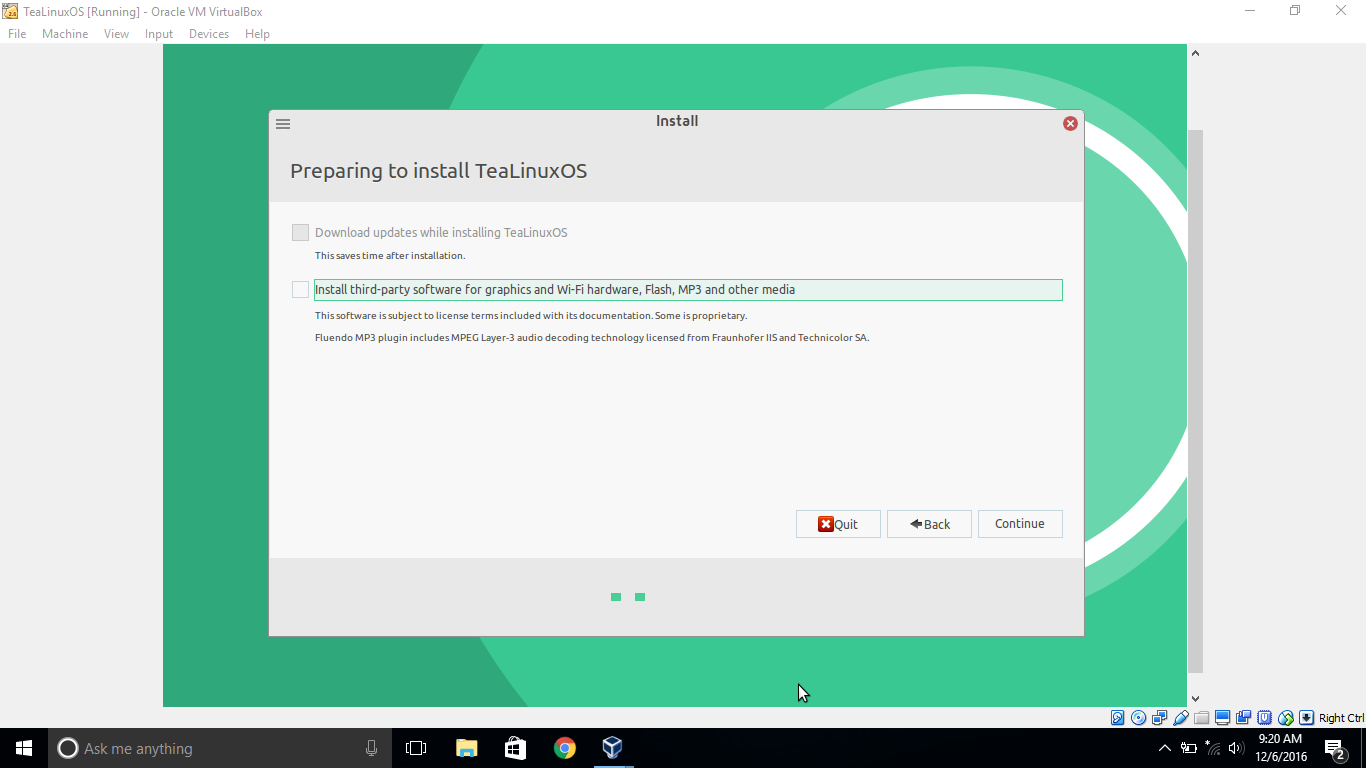 TeaLinuxOS [Running] - Oracle VM VirtualBox
File Machine View Input Devices Help
Install
Preparing to install TeaLinuxOS
Download updates while installing TeaLinuxOS
This saves time after installation.
Install third-party software for graphics and Wi-Fi hardware, Flash, MP3 and other media
This software is subject to license terms included with its documentation. Some is proprietary.
Fluendo MP3 plugin includes MPEG Layer-3 audio decoding technology licensed from Fraunhofer IIS and Technicolor SA.
Quit Back Continue
Right Ctrl
Ask me anything
9:20 AM
12/6/2016
2